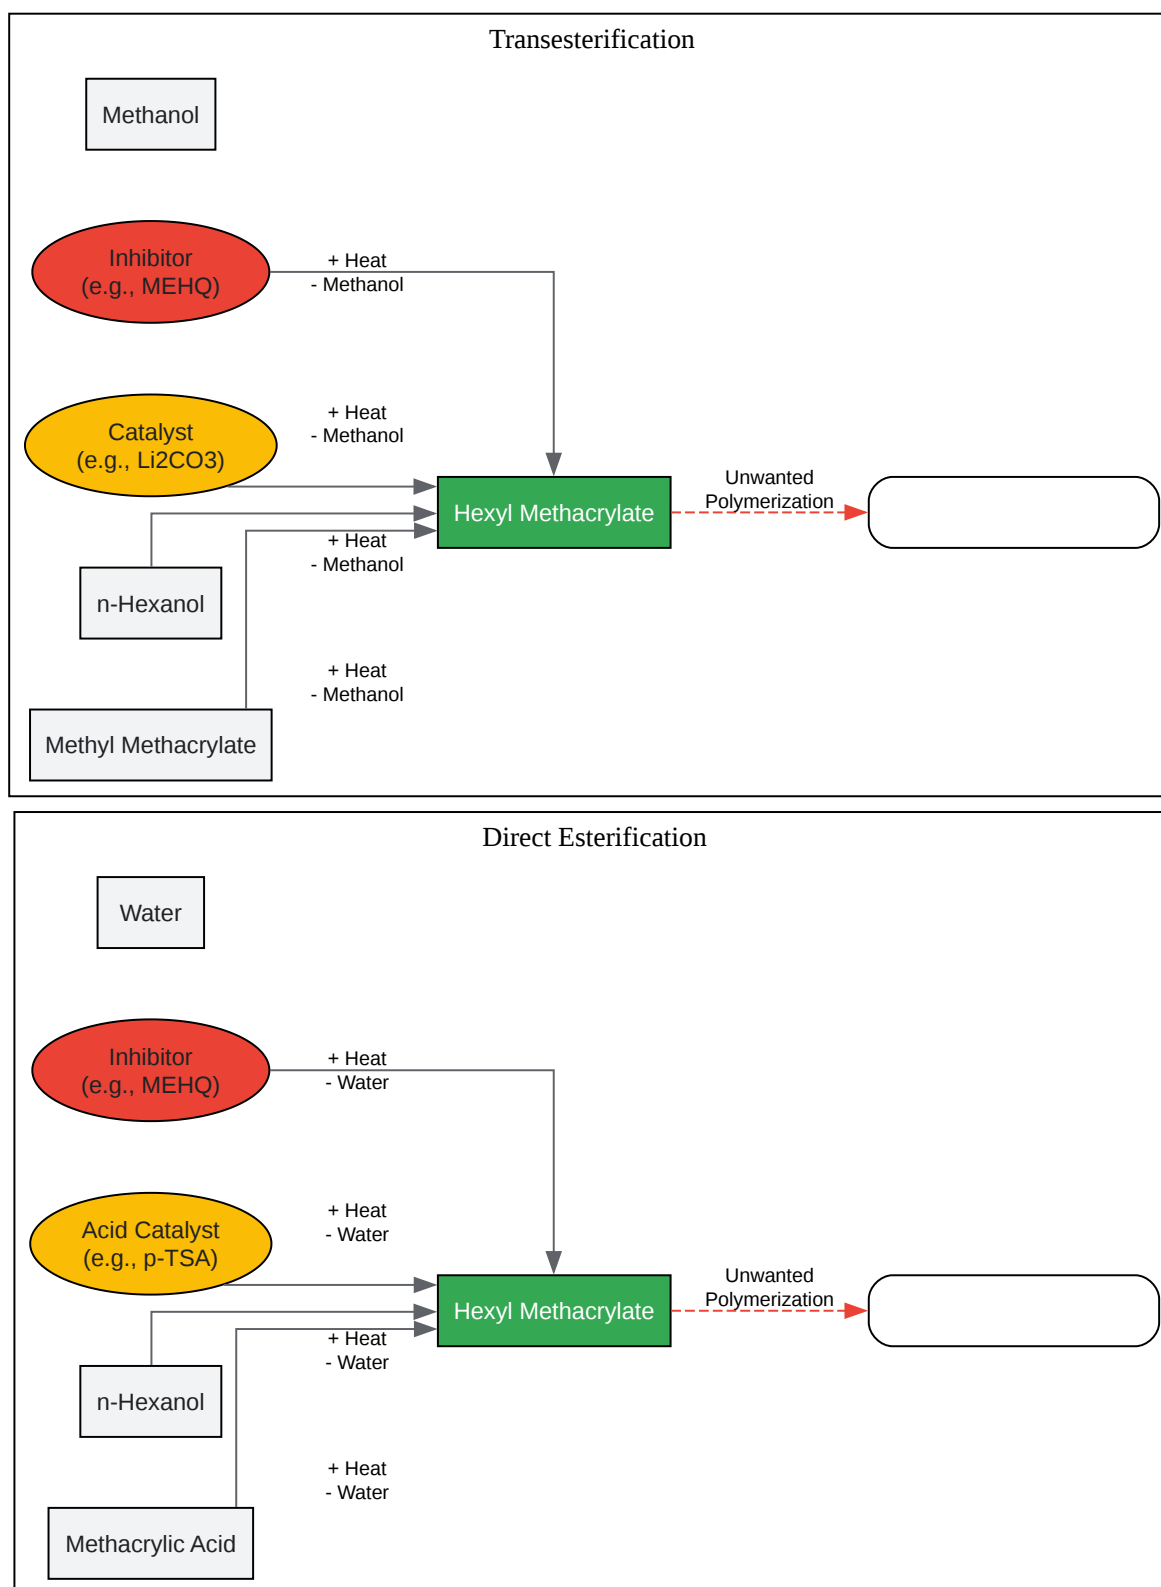 Transesterification
Methanol
Inhibitor
(e.g., MEHQ)
+ Heat
- Methanol
Catalyst
(e.g., Li2CO3)
+ Heat
- Methanol
Hexyl Methacrylate
Unwanted
Polymerization
+ Heat
- Methanol
n-Hexanol
+ Heat
- Methanol
Methyl Methacrylate
Direct Esterification
Water
Inhibitor
(e.g., MEHQ)
+ Heat
- Water
Acid Catalyst
(e.g., p-TSA)
+ Heat
- Water
Hexyl Methacrylate
Unwanted
Polymerization
+ Heat
- Water
n-Hexanol
+ Heat
- Water
Methacrylic Acid